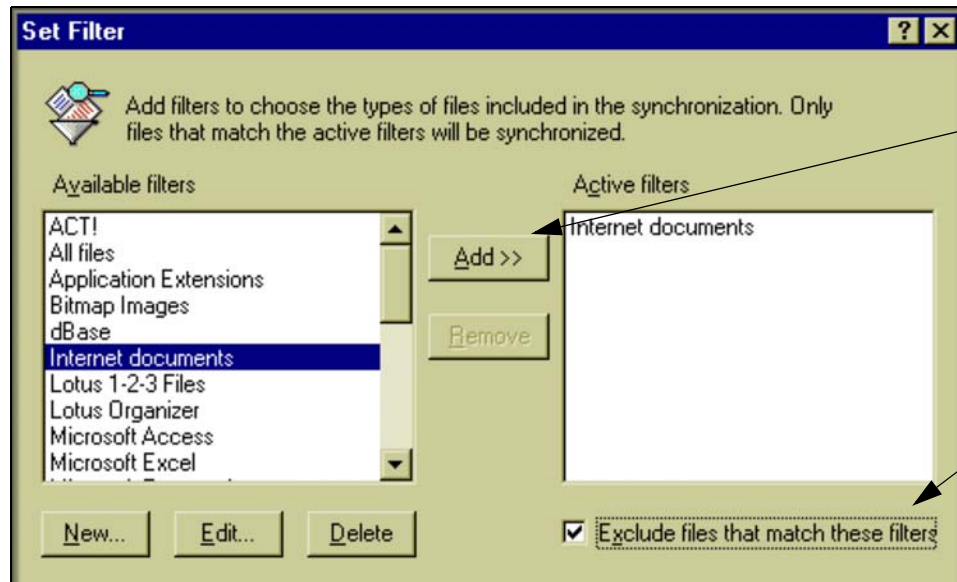 Set Filter
Add filters to choose the types of files included in the synchronization. Only
files that match the active filters will be synchronized.
Available filters
ACT!
All files
Application Extensions
Bitmap Images
dBase
Internet documents
Lotus 1-2-3 Files
Lotus Organizer
Microsoft Access
Microsoft Excel
Add >>
Remove
Active filters
Internet documents
New...
Edit...
Delete
Exclude files that match these filters